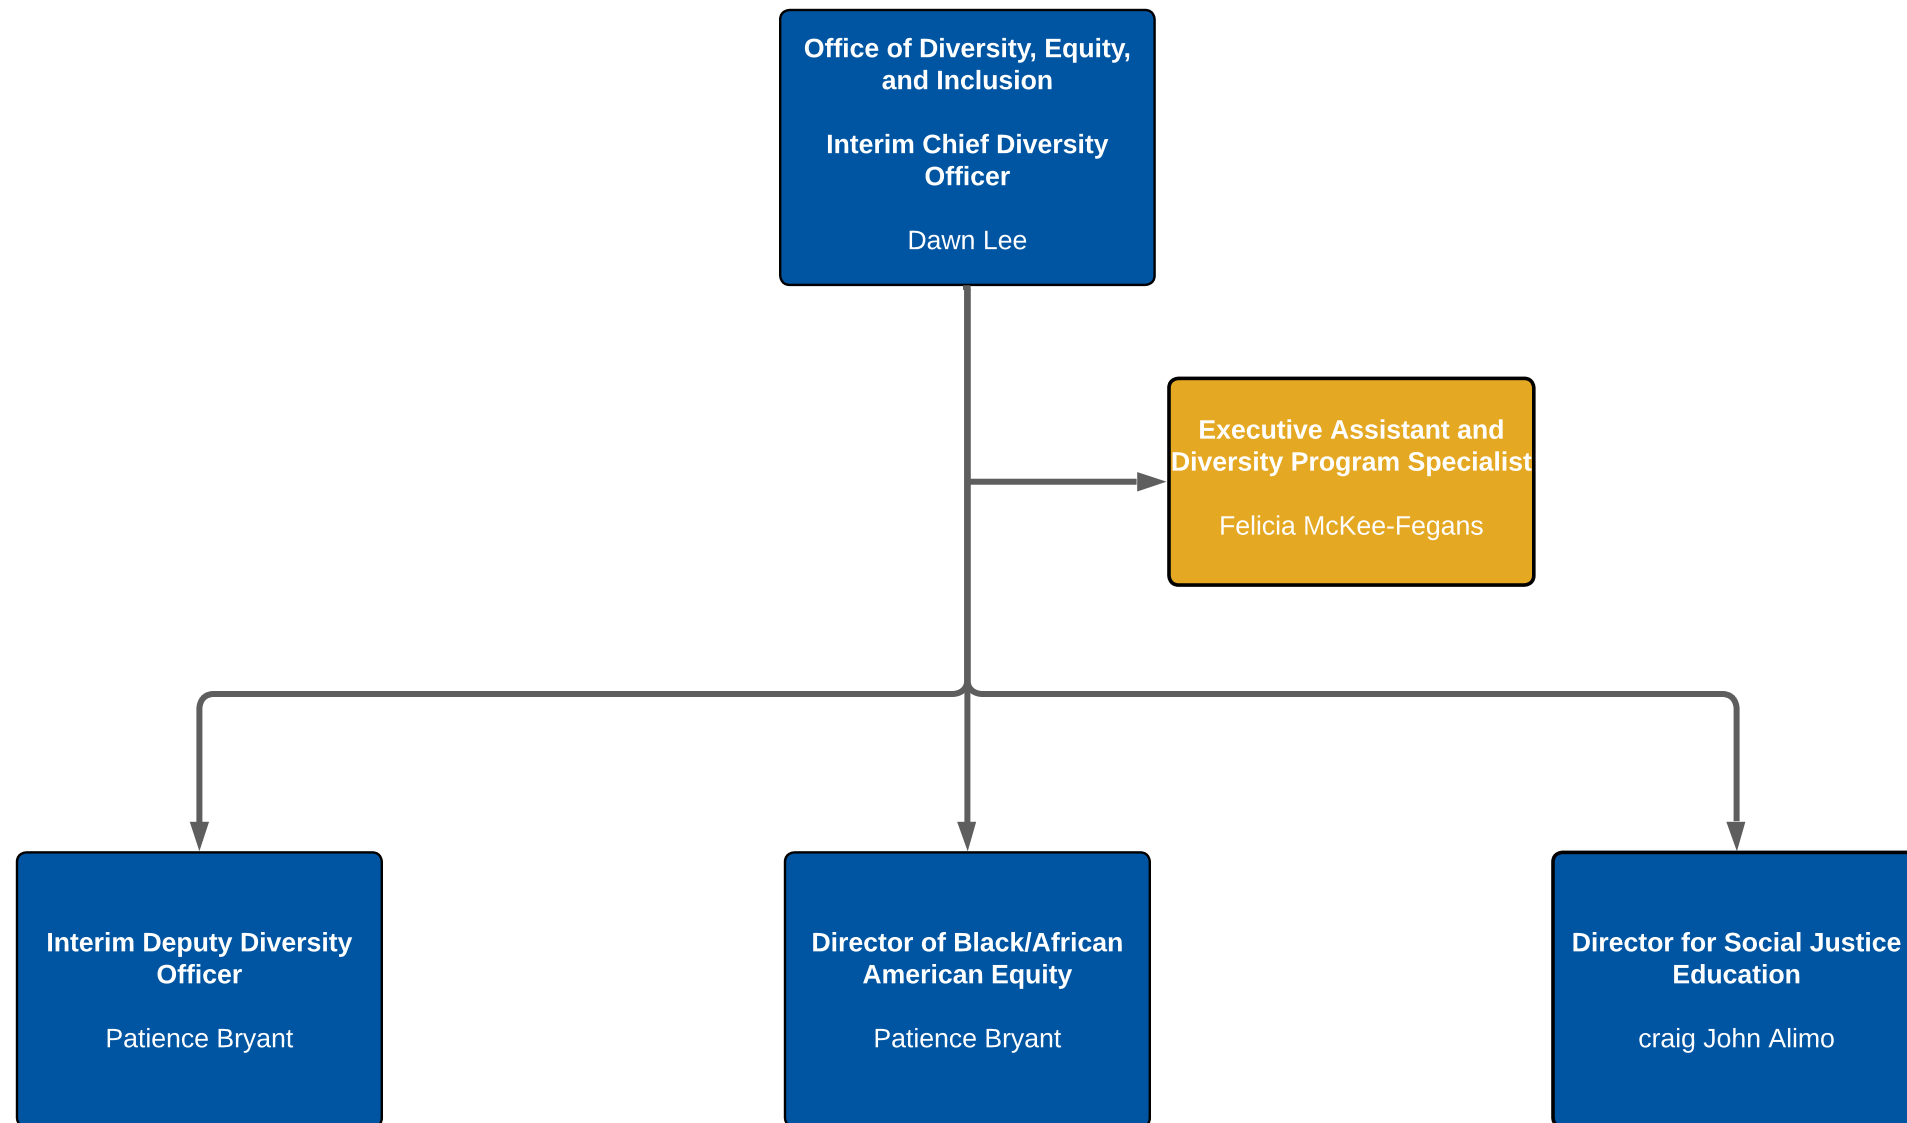 Office of Diversity, Equity,
and Inclusion
Interim Chief Diversity
Officer
Dawn Lee
Executive Assistant and
Diversity Program Specialist
Felicia McKee-Fegans
Interim Deputy Diversity
Officer
Patience Bryant
Director of Black/African
American Equity
Patience Bryant
Director for Social Justice
Education
craig John Alimo